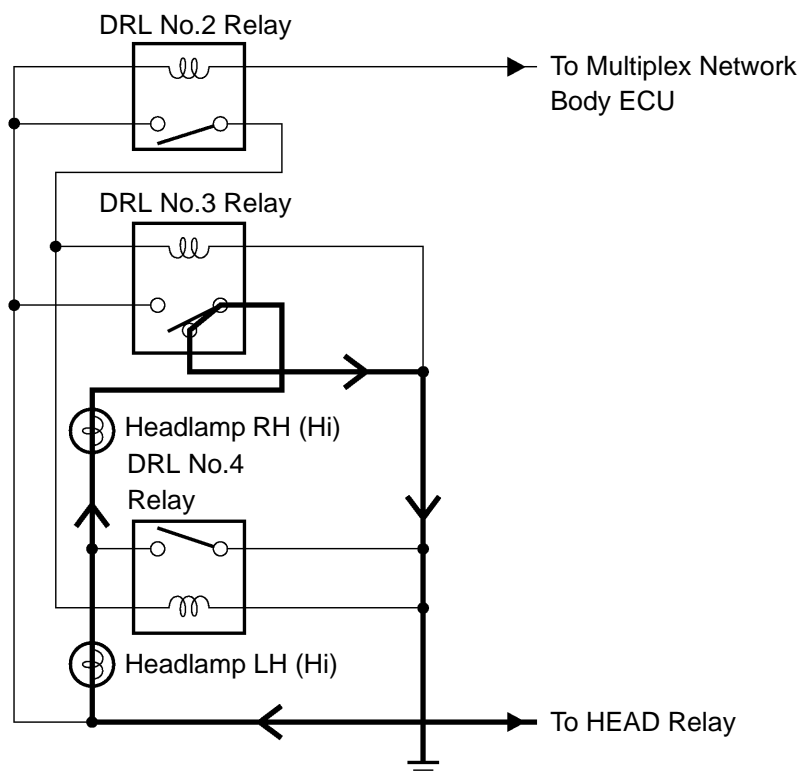 DRL No.2 Relay
To Multiplex Network
Body ECU
DRL No.3 Relay
Headlamp RH (Hi)
DRL No.4
Relay
Headlamp LH (Hi)
To HEAD Relay